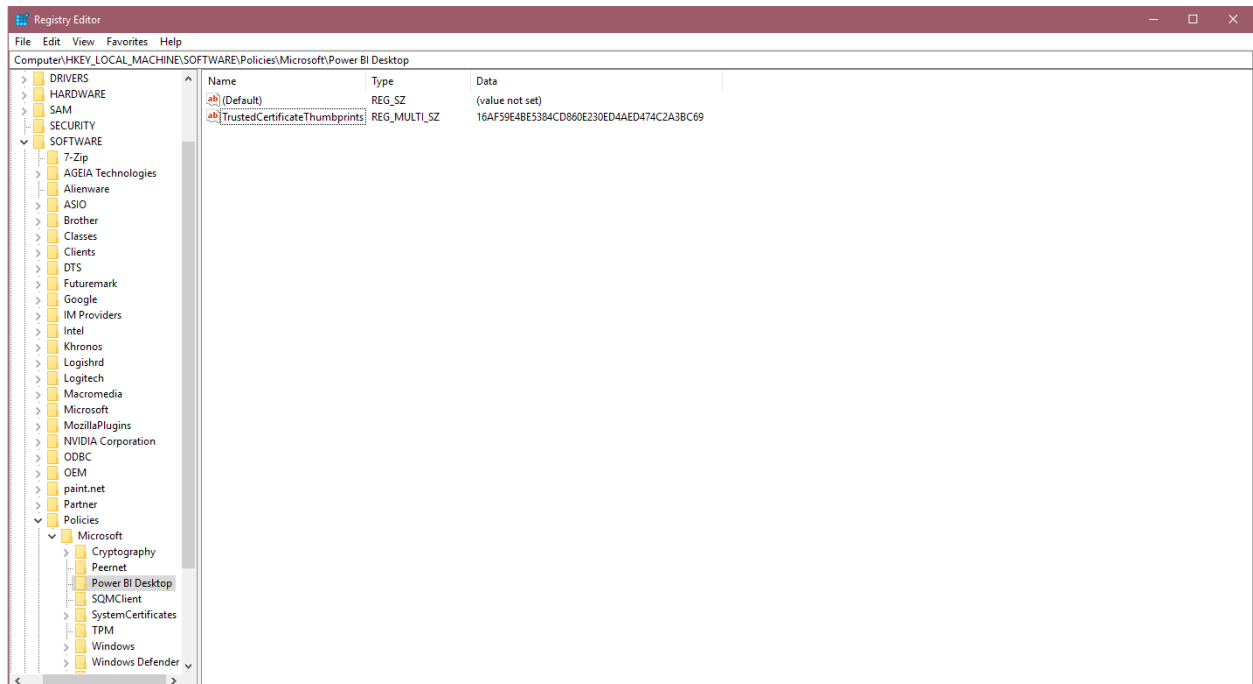 Registry Editor
File Edit View Favorites Help
Computer\HKEY_LOCAL_MACHINE\SOFTWARE\Policies\Microsoft\Power BI Desktop
DRIVERS
HARDWARE
SAM
SECURITY
SOFTWARE
7-Zip
AGEIA Technologies
Alienware
ASIO
Brother
Classes
Clients
DTS
Futuremark
Google
IM Providers
Intel
Khronos
Logishrd
Logitech
Macromedia
Microsoft
MozillaPlugins
NVIDIA Corporation
ODBC
OEM
paint.net
Partner
Policies
Microsoft
Cryptography
Peernet
Power BI Desktop
SQMClient
SystemCertificates
TPM
Windows
Windows Defender
Name Type Data
ab (Default) REG_SZ (value not set)
ab TrustedCertificateThumbprints REG_MULTI_SZ 16AF59E4BE5384CD860E230ED4AED474C2A3BC69